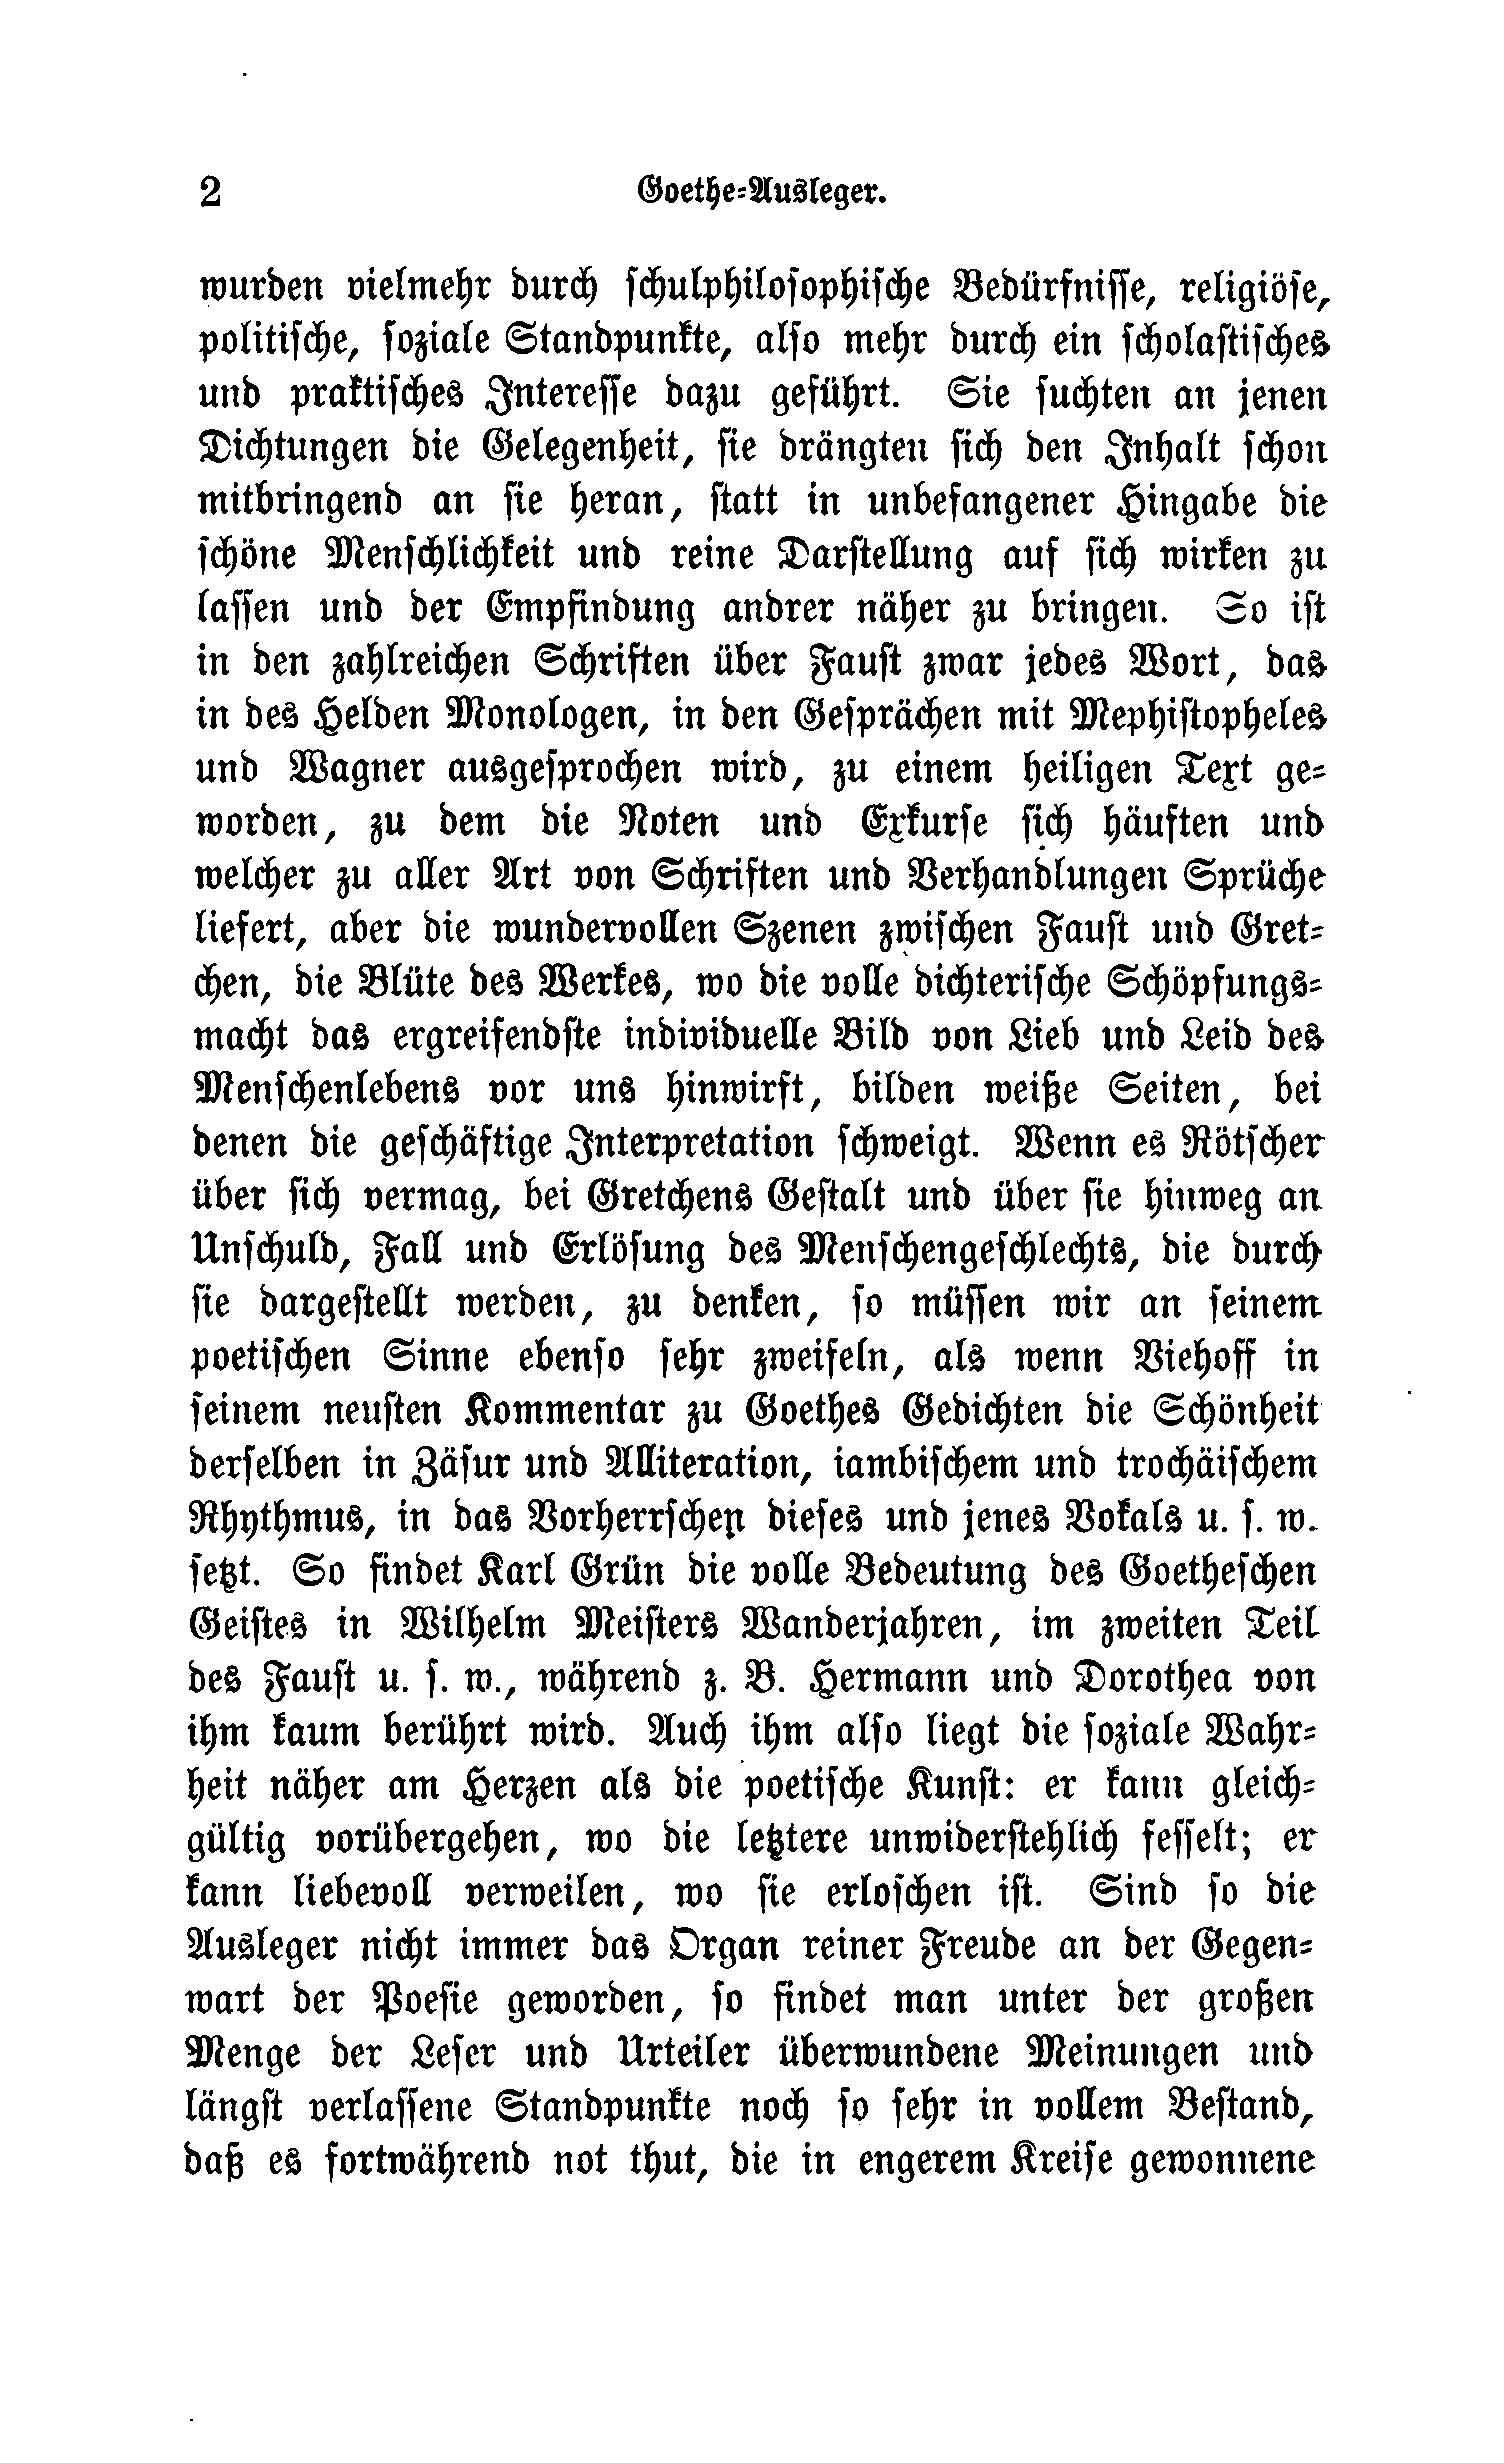 2 Goethe=Ausleger.
wurden vielmehr durch ſchulphiloſophiſche Bedürfniſſe, religiöſe,
politiſche, ſoziale Standpunkte, alſo mehr durch ein ſcholaſtiſches
und praktiſches Intereſſe dazu geführt. Sie ſuchten an jenen
Dichtungen die Gelegenheit, ſie drängten ſich den Inhalt ſchon
mitbringend an ſie heran, ſtatt in unbefangener Hingabe die
ſchöne Menſchlichkeit und reine Darſtellung auf ſich wirken zu
laſſen und der Empfindung andrer näher zu bringen. So iſt
in den zahlreichen Schriften über Fauſt zwar jedes Wort, das
in des Helden Monologen, in den Geſprächen mit Mephiſtopheles
und Wagner ausgeſprochen wird, zu einem heiligen Text ge=
worden, zu dem die Noten und Exkurſe ſich häuften und
welcher zu aller Art von Schriften und Verhandlungen Sprüche
liefert, aber die wundervollen Szenen zwiſchen Fauſt und Gret=
chen, die Blüte des Werkes, wo die volle dichteriſche Schöpfungs=
macht das ergreifendſte individuelle Bild von Lieb und Leid des
Menſchenlebens vor uns hinwirft, bilden weiße Seiten, bei
denen die geſchäftige Interpretation ſchweigt. Wenn es Rötſcher
über ſich vermag, bei Gretchens Geſtalt und über ſie hinweg an
Unſchuld, Fall und Erlöſung des Menſchengeſchlechts, die durch
ſie dargeſtellt werden, zu denken, ſo müſſen wir an ſeinem
poetiſchen Sinne ebenſo ſehr zweifeln, als wenn Viehoff in
ſeinem neuſten Kommentar zu Goethes Gedichten die Schönheit
derſelben in Zäſur und Alliteration, iambiſchem und trochäiſchem
Rhythmus, in das Vorherrſchen dieſes und jenes Vokals u. ſ. w.
ſetzt. So findet Karl Grün die volle Bedeutung des Goetheſchen
Geiſtes in Wilhelm Meiſters Wanderjahren, im zweiten Teil
des Fauſt u. ſ. w., während z. B. Hermann und Dorothea von
ihm kaum berührt wird. Auch ihm alſo liegt die ſoziale Wahr=
heit näher am Herzen als die poetiſche Kunſt: er kann gleich=
gültig vorübergehen, wo die letztere unwiderſtehlich feſſelt; er
kann liebevoll verweilen, wo ſie erloſchen iſt. Sind ſo die
Ausleger nicht immer das Organ reiner Freude an der Gegen=
wart der Poeſie geworden, ſo findet man unter der großen
Menge der Leſer und Urteiler überwundene Meinungen und
längſt verlaſſene Standpunkte noch ſo ſehr in vollem Beſtand,
daß es fortwährend not thut, die in engerem Kreiſe gewonnene